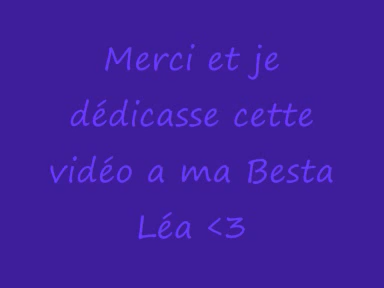 Merci et je
dédicasse cette
vidéo a ma Besta
Léa <3